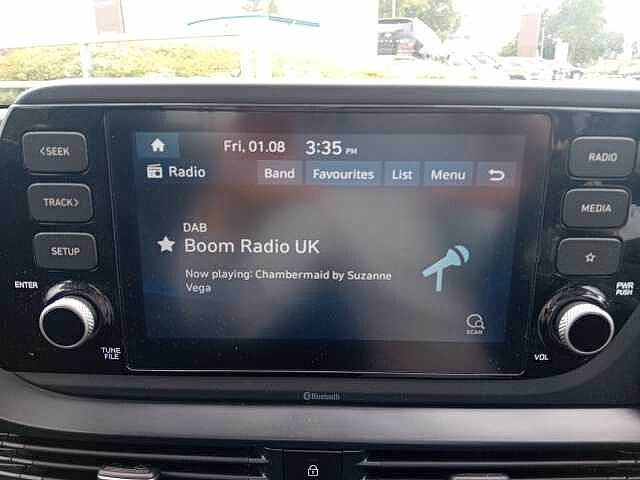 Fri, 01.08 3:35 PM
Radio
Band Favourites List Menu
DAB
Boom Radio UK
Now playing: Chambermaid by Suzanne
Vega
SCAN
<SEEK
TRACK>
SETUP
ENTER
TUNE
FILE
RADIO
MEDIA
PWR
PUSH
VOL
Bluetooth